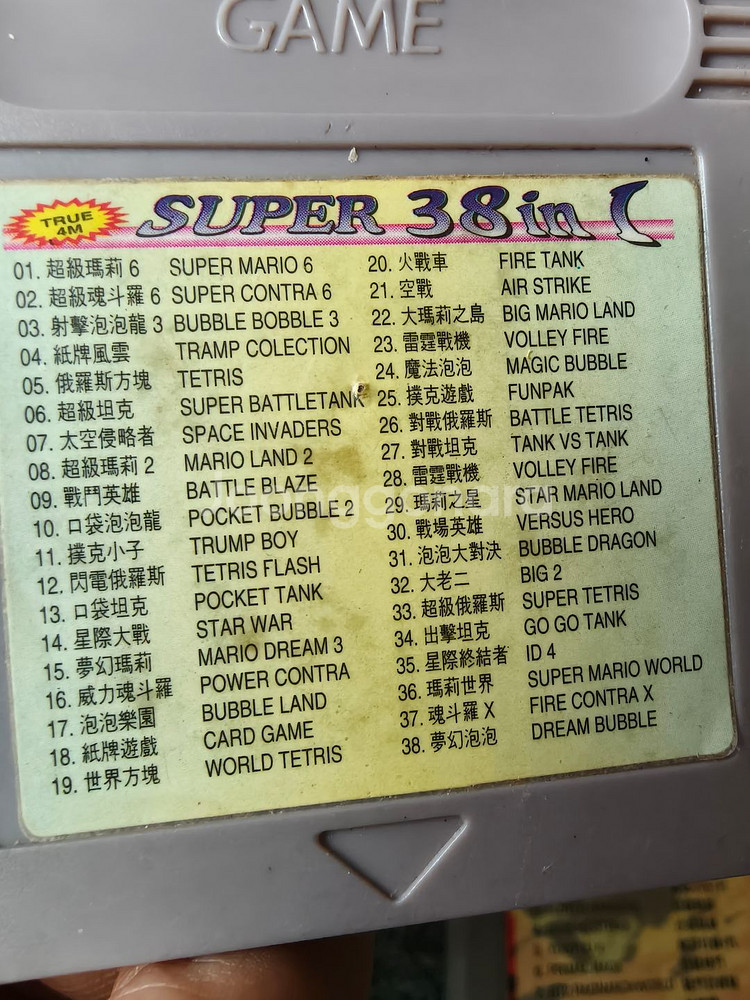 GAME
TRUE 4M
SUPER 38 in 1
01. 超級瑪莉 6 SUPER MARIO 6
02. 超級魂斗羅 6 SUPER CONTRA 6
03. 射擊泡泡龍 3 BUBBLE BOBBLE 3
04. 紙牌風雲 TRAMP COLECTION
05. 俄羅斯方塊 TETRIS
06. 超級坦克 SUPER BATTLETANK
07. 太空侵略者 SPACE INVADERS
08. 超級瑪莉 2 MARIO LAND 2
09. 戰鬥英雄 BATTLE BLAZE
10. 口袋泡泡龍 POCKET BUBBLE 2
11. 撲克小子 TRUMP BOY
12. 閃電俄羅斯 TETRIS FLASH
13. 口袋坦克 POCKET TANK
14. 星際大戰 STAR WAR
15. 夢幻瑪莉 MARIO DREAM 3
16. 威力魂斗羅 POWER CONTRA
17. 泡泡樂園 BUBBLE LAND
18. 紙牌遊戲 CARD GAME
19. 世界方塊 WORLD TETRIS
20. 火戰車 FIRE TANK
21. 空戰 AIR STRIKE
22. 大瑪莉之島 BIG MARIO LAND
23. 雷霆戰機 VOLLEY FIRE
24. 魔法泡泡 MAGIC BUBBLE
25. 撲克遊戲 FUNPAK
26. 對戰俄羅斯 BATTLE TETRIS
27. 對戰坦克 TANK VS TANK
28. 雷霆戰機 VOLLEY FIRE
29. 瑪莉之星 STAR MARIO LAND
30. 戰場英雄 VERSUS HERO
31. 泡泡大對決 BUBBLE DRAGON
32. 大老二 BIG 2
33. 超級俄羅斯 SUPER TETRIS
34. 出擊坦克 GO GO TANK
35. 星際終結者 ID 4
36. 瑪莉世界 SUPER MARIO WORLD
37. 魂斗羅 X FIRE CONTRA X
38. 夢幻泡泡 DREAM BUBBLE